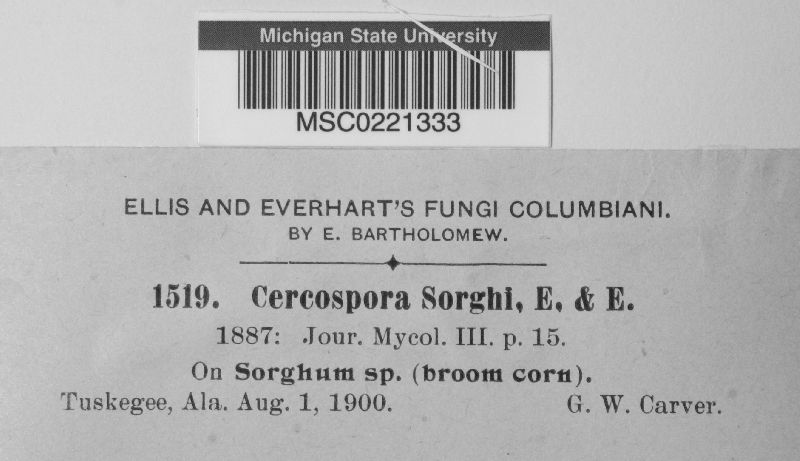 Michigan State University
MSC0221333
ELLIS AND EVERHART'S FUNGI COLUMBIANI.
BY E. BARTHOLOMEW.
1519. Cercospora Sorghi, E. & E.
1887: Jour. Mycol. III. p. 15.
On Sorghum sp. (broom corn).
Tuskegee, Ala. Aug. 1, 1900. G. W. Carver.